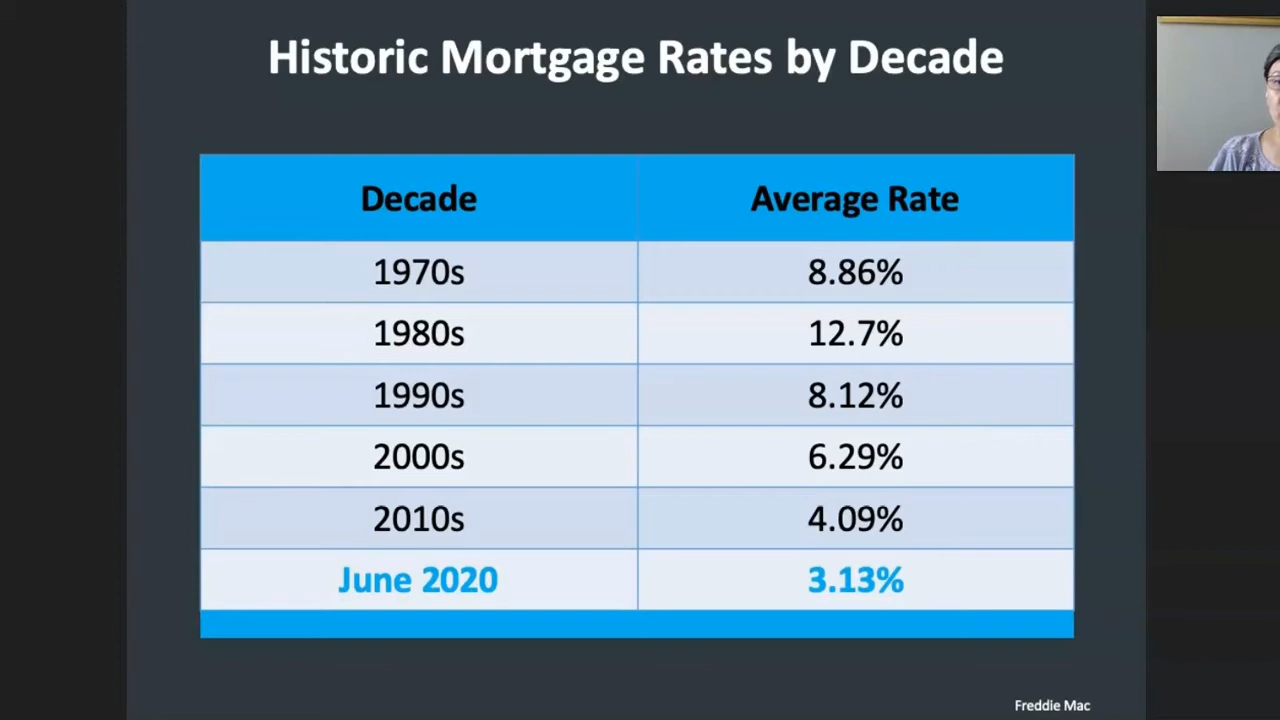 Historic Mortgage Rates by Decade
Decade Average Rate
1970s 8.86%
1980s 12.7%
1990s 8.12%
2000s 6.29%
2010s 4.09%
June 2020 3.13%
Freddie Mac